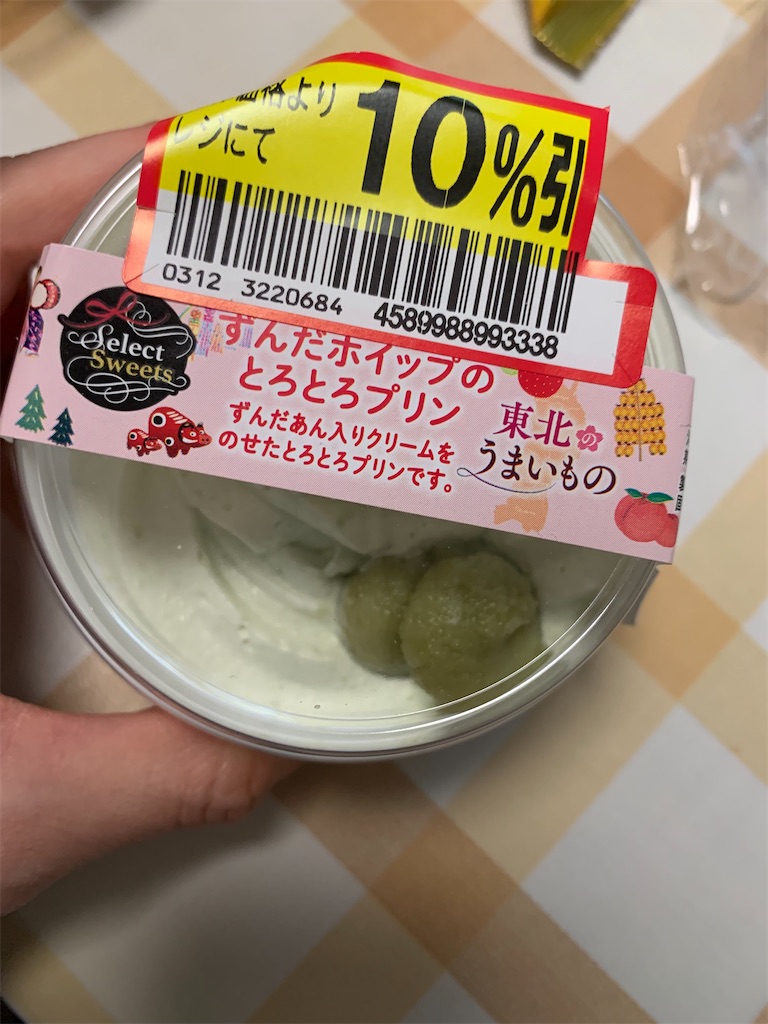 価格より
レジにて
10%引
0312 3220684 4589988993338
Select
Sweets
ずんだホイップの
とろとろプリン
ずんだあん入りクリームを
のせたとろとろプリンです。
東北の
うまいもの